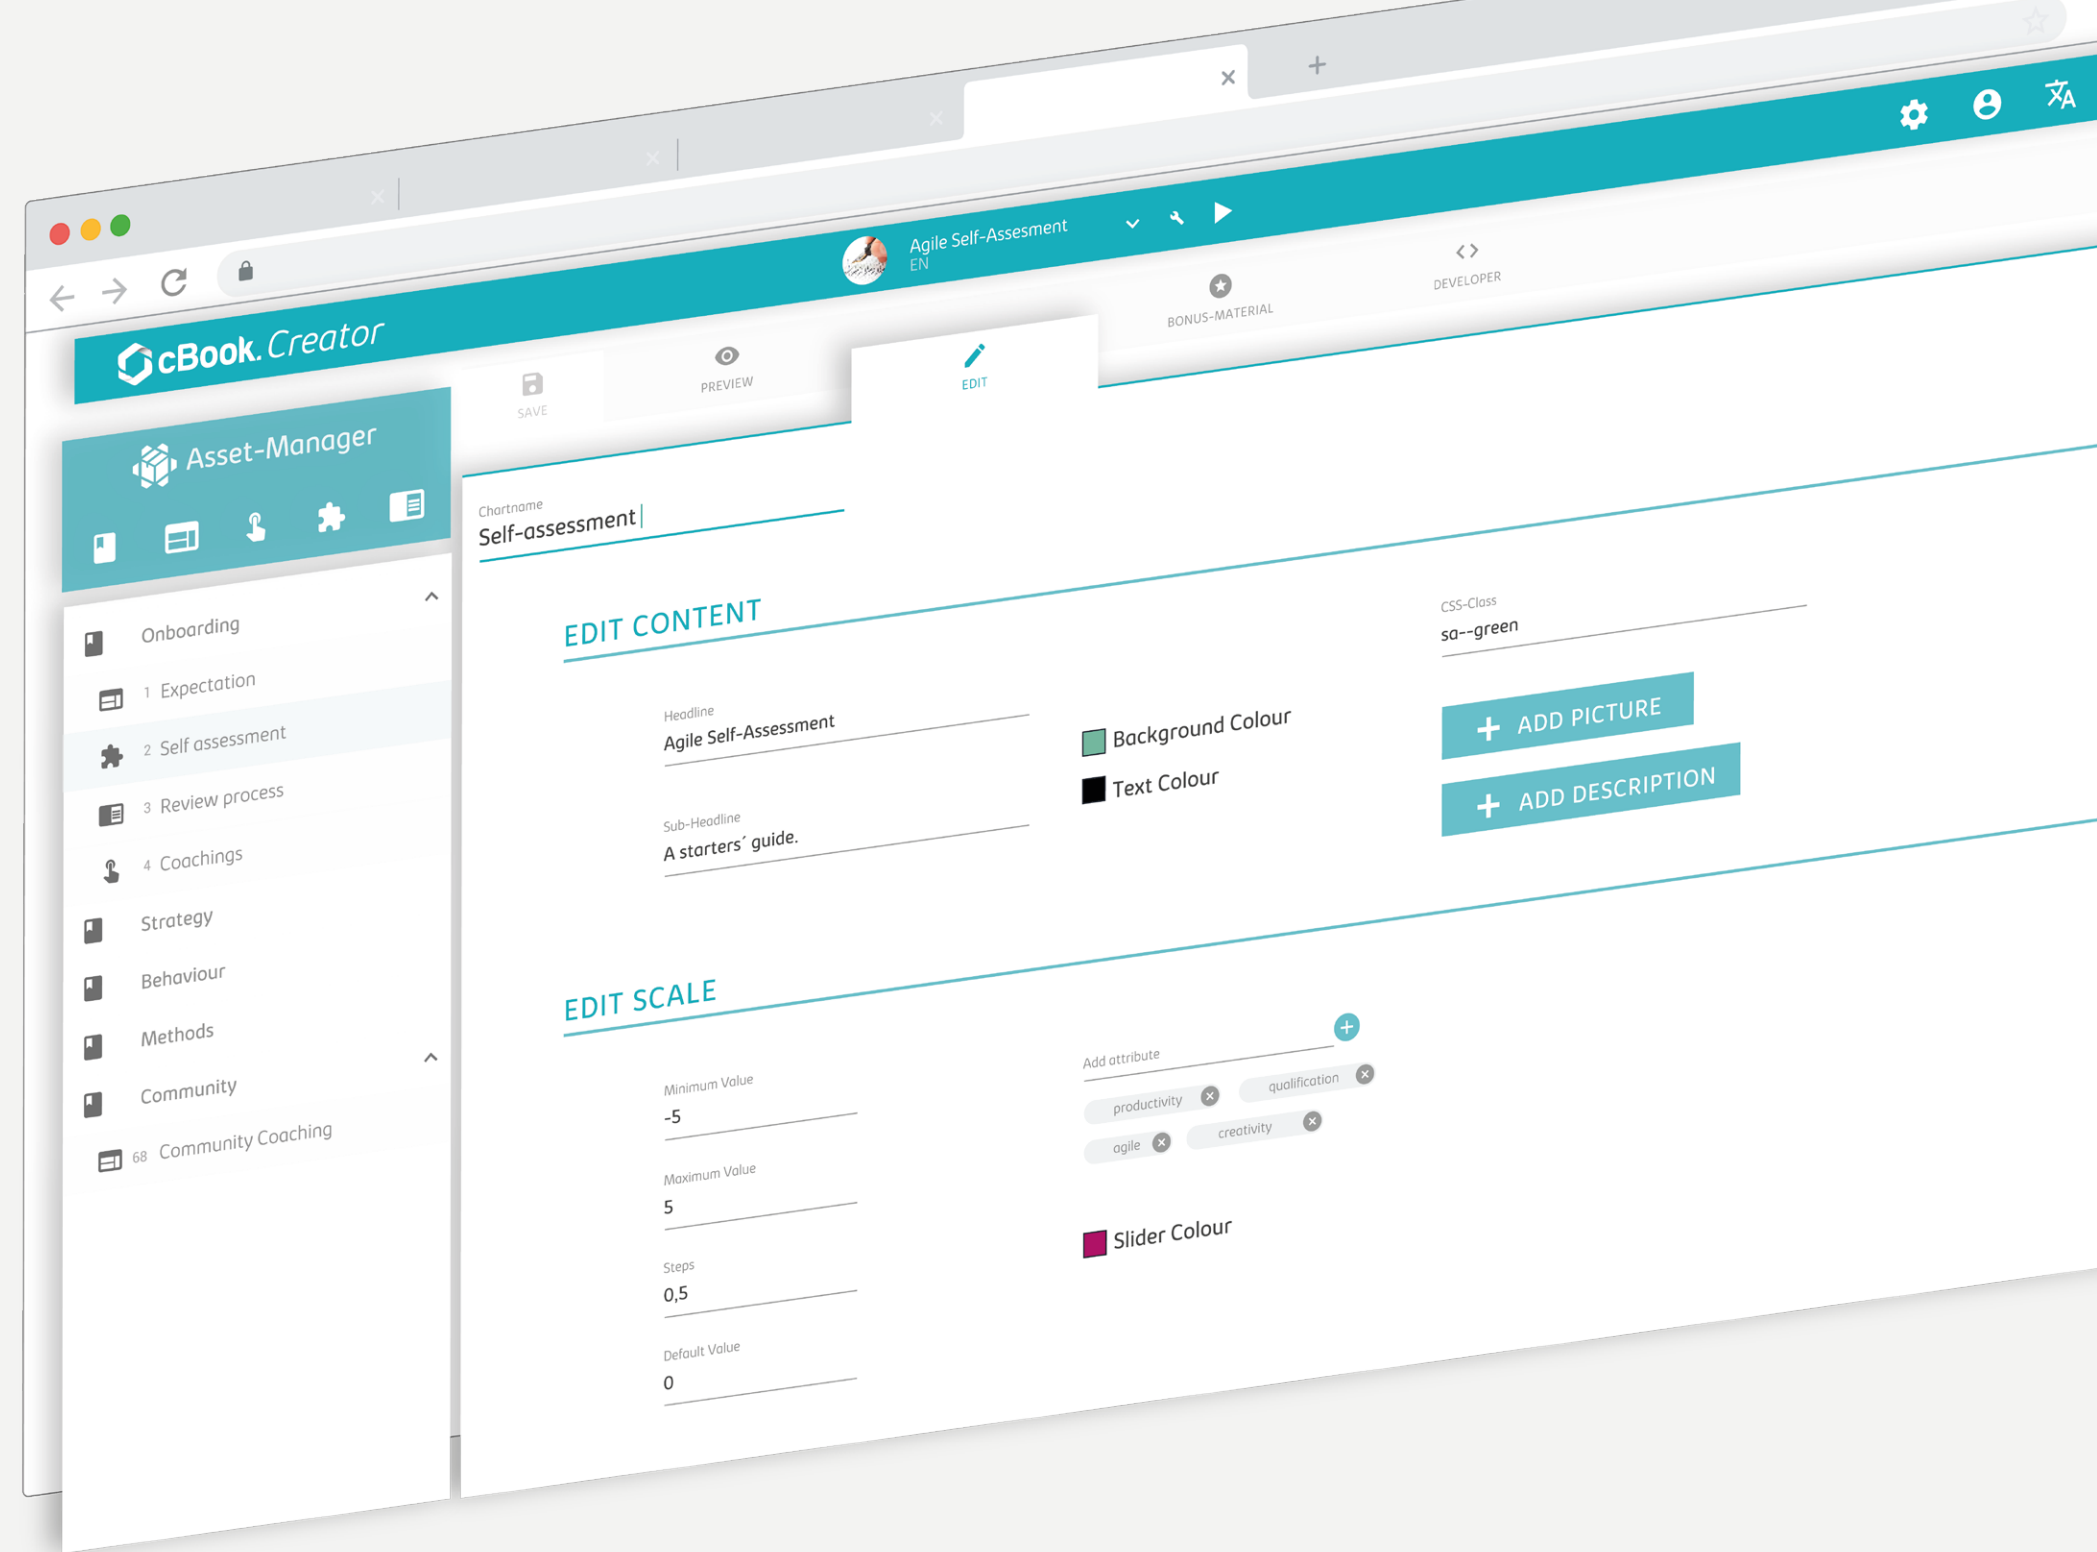 cBook. Creator
Agile Self-Assesment
EN
SAVE
PREVIEW
EDIT
BONUS-MATERIAL
DEVELOPER
Asset-Manager
Onboarding
1 Expectation
2 Self assessment
3 Review process
4 Coachings
Strategy
Behaviour
Methods
Community
68 Community Coaching
Chartname
Self-assessment
EDIT CONTENT
Headline
Agile Self-Assessment
Sub-Headline
A starters´ guide.
Background Colour
Text Colour
CSS-Class
sa--green
+ ADD PICTURE
+ ADD DESCRIPTION
EDIT SCALE
Minimum Value
-5
Maximum Value
5
Steps
0,5
Default Value
0
Add attribute
productivity
qualification
agile
creativity
Slider Colour